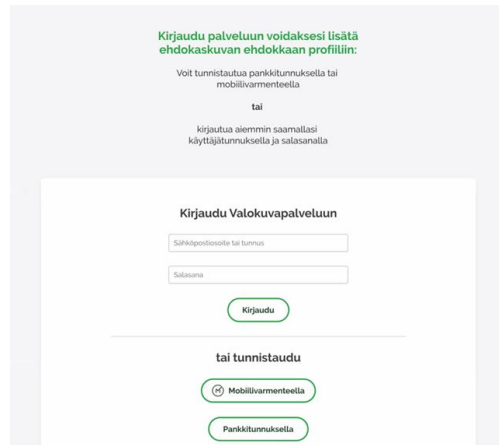 Kirjaudu palveluun voidaksesi lisätä
ehdokaskuvan ehdokkaan profiiliin:
Voit tunnistautua pankkitunnuksella tai
mobiilivarmenteella
tai
kirjautua aiemmin saamallasi
käyttäjätunnuksella ja salasanalla
Kirjaudu Valokuvapalveluun
Sähköpostiosoite tai tunnus
Salasana
Kirjaudu
tai tunnistaudu
Mobiilivarmenteella
Pankkitunnuksella